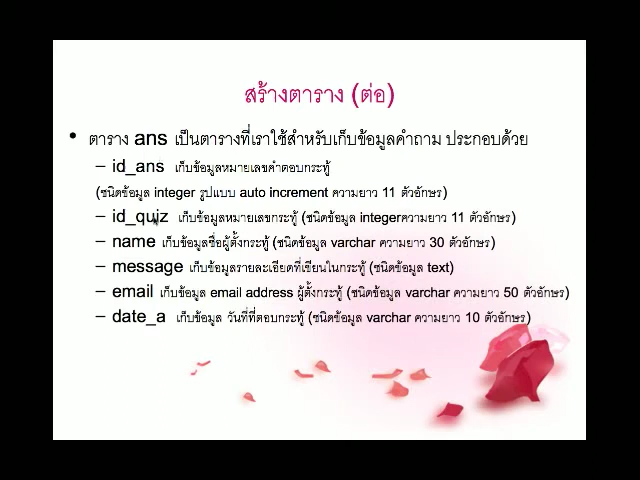 สร้างตาราง (ต่อ)
• ตาราง ans เป็นตารางที่เราใช้สำหรับเก็บข้อมูลคำถาม ประกอบด้วย
– id_ans เก็บข้อมูลหมายเลขคำตอบกระทู้
(ชนิดข้อมูล integer รูปแบบ auto increment ความยาว 11 ตัวอักษร)
– id_quiz เก็บข้อมูลหมายเลขกระทู้ (ชนิดข้อมูล integerความยาว 11 ตัวอักษร)
– name เก็บข้อมูลชื่อผู้ตั้งกระทู้ (ชนิดข้อมูล varchar ความยาว 30 ตัวอักษร)
– message เก็บข้อมูลรายละเอียดที่เขียนในกระทู้ (ชนิดข้อมูล text)
– email เก็บข้อมูล email address ผู้ตั้งกระทู้ (ชนิดข้อมูล varchar ความยาว 50 ตัวอักษร)
– date_a เก็บข้อมูล วันที่ที่ตอบกระทู้ (ชนิดข้อมูล varchar ความยาว 10 ตัวอักษร)